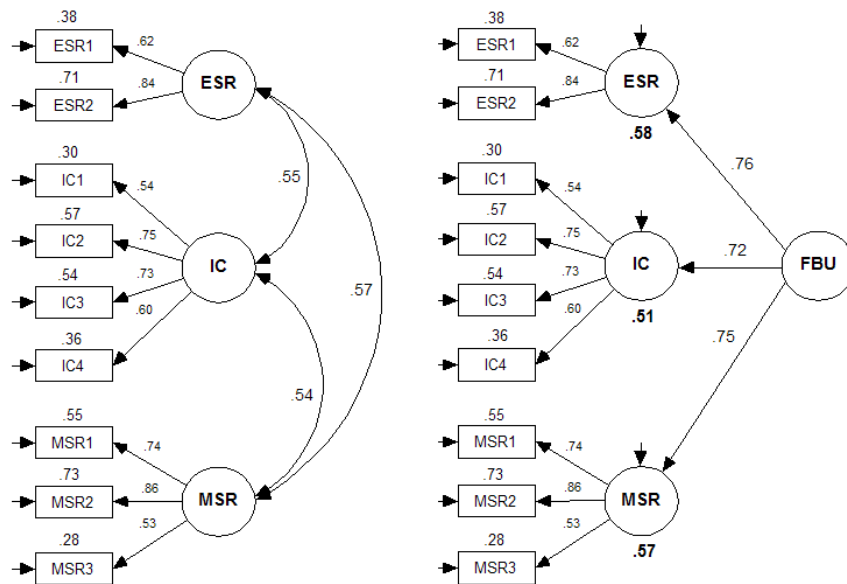 .38
ESR1
.62
.71
ESR2
.84
ESR
.55
.30
IC1
.54
.57
IC2
.75
IC
.54
IC3
.73
.57
.36
IC4
.60
.54
.55
MSR1
.74
.73
MSR2
.86
MSR
.28
MSR3
.53
.38
ESR1
.62
.71
ESR2
.84
ESR
.58
.76
.30
IC1
.54
.57
IC2
.75
IC
.72
FBU
.54
IC3
.73
.51
.36
IC4
.60
.75
.55
MSR1
.74
.73
MSR2
.86
MSR
.28
MSR3
.53
.57